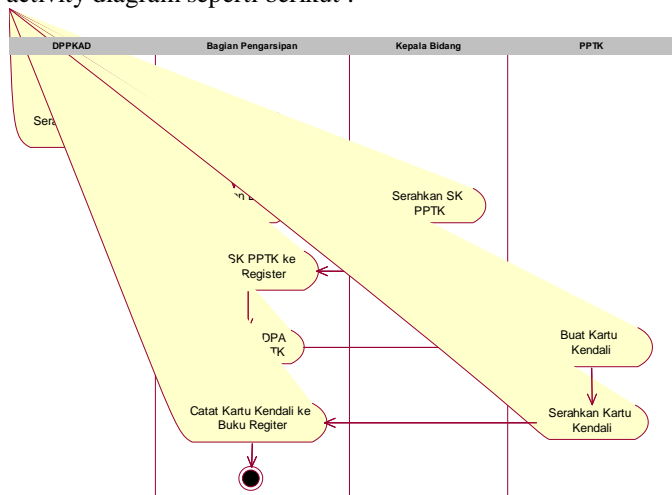 activity diagram seperti berikut :
DPPKAD
Bagian Pengarsipan
Kepala Bidang
PPTK
Serahkan SK
PPTK
SK PPTK ke
Register
DPA
Buat Kartu
Kendali
Catat Kartu Kendali ke
Buku Regiter
Serahkan Kartu
Kendali